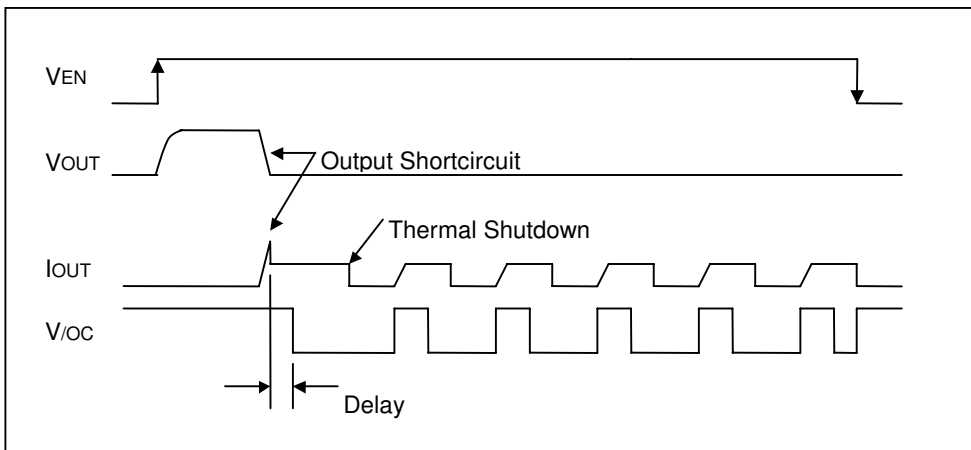 VEN
VOUT
Output Shortcircuit
Thermal Shutdown
IOUT
V/OC
Delay